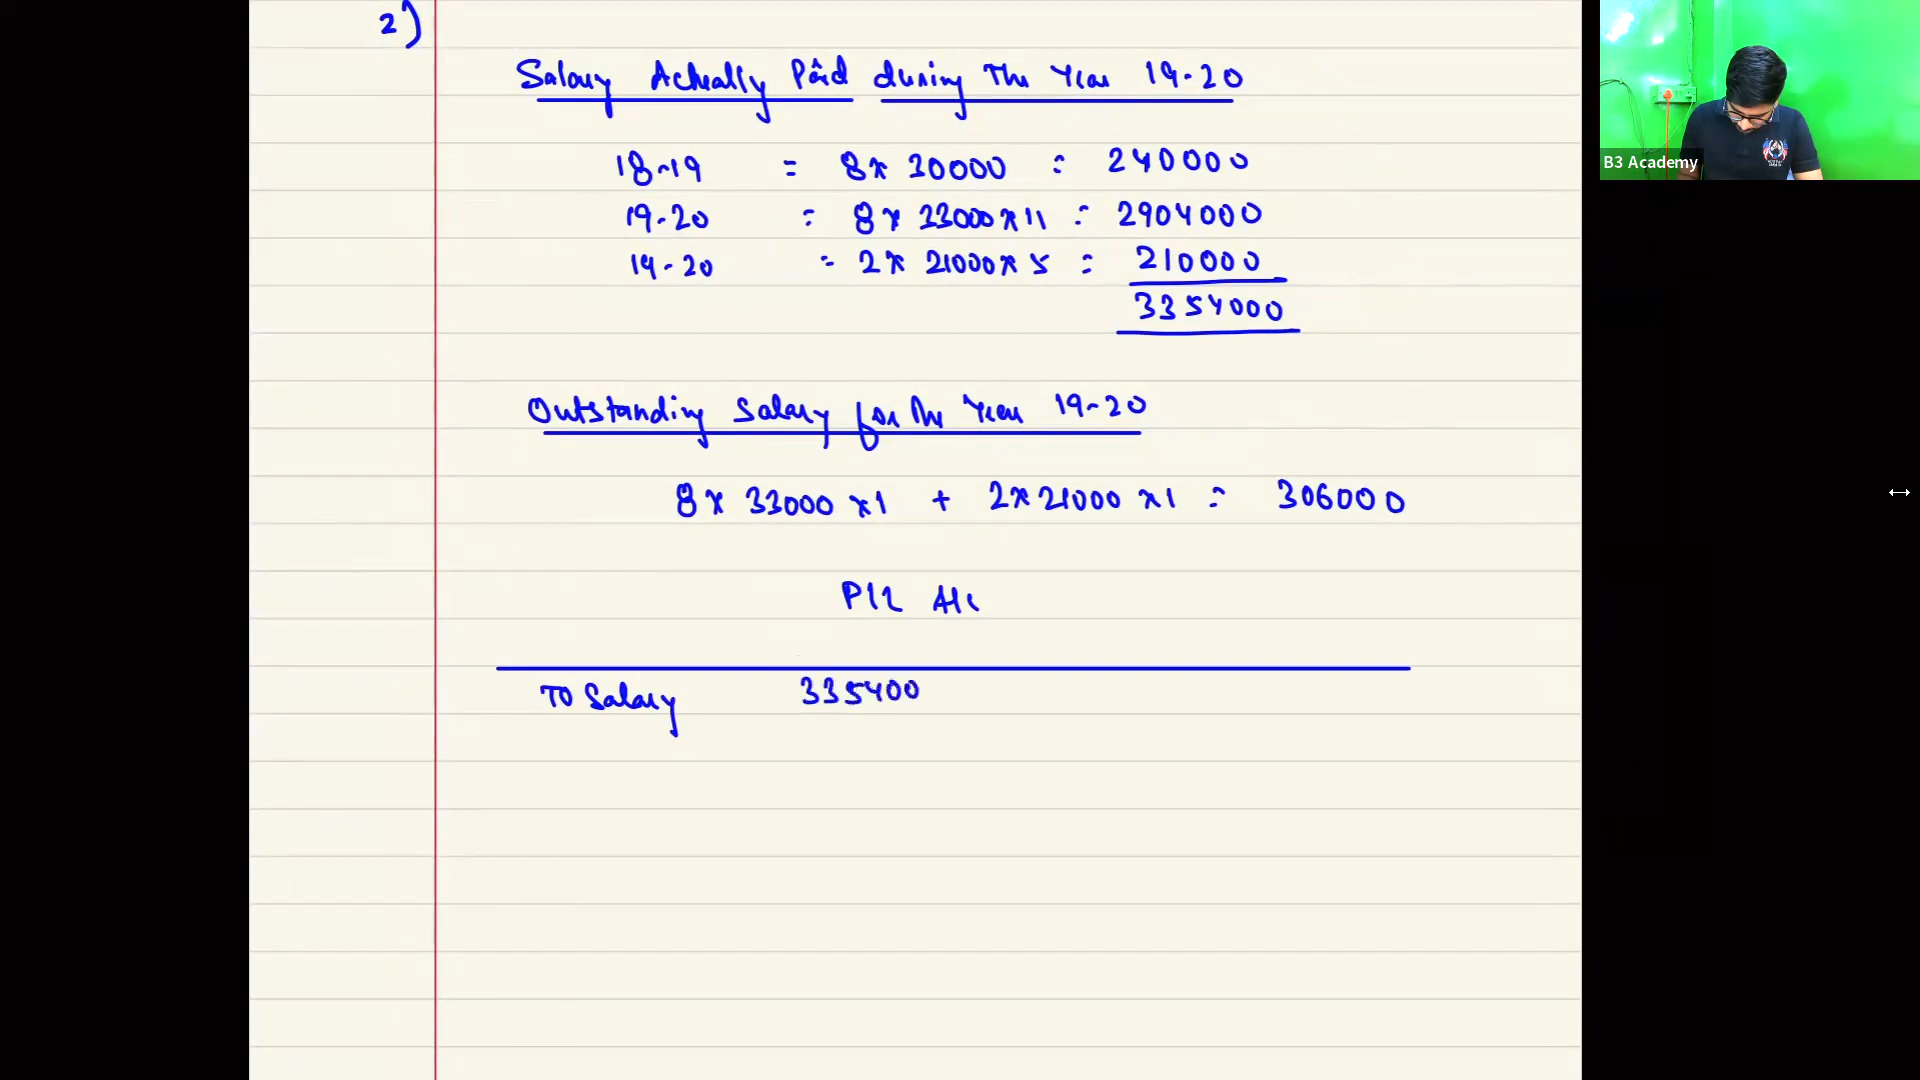 2)
Salary Actually Paid during The Year 19-20
18-19 = 8 x 30000 = 240000
19-20 = 8 x 33000 x 11 = 2904000
19-20 = 2 x 21000 x 5 = 210000
3354000
Outstanding Salary for the Year 19-20
8 x 33000 x 1 + 2 x 21000 x 1 = 306000
P/L A/c
To Salary 335400
B3 Academy